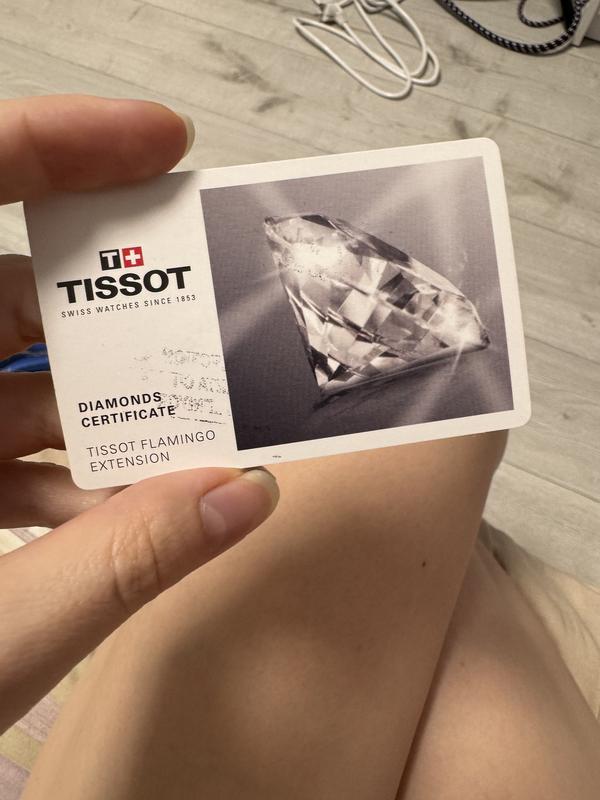 T+
TISSOT
SWISS WATCHES SINCE 1853
DIAMONDS
CERTIFICATE
TISSOT FLAMINGO
EXTENSION